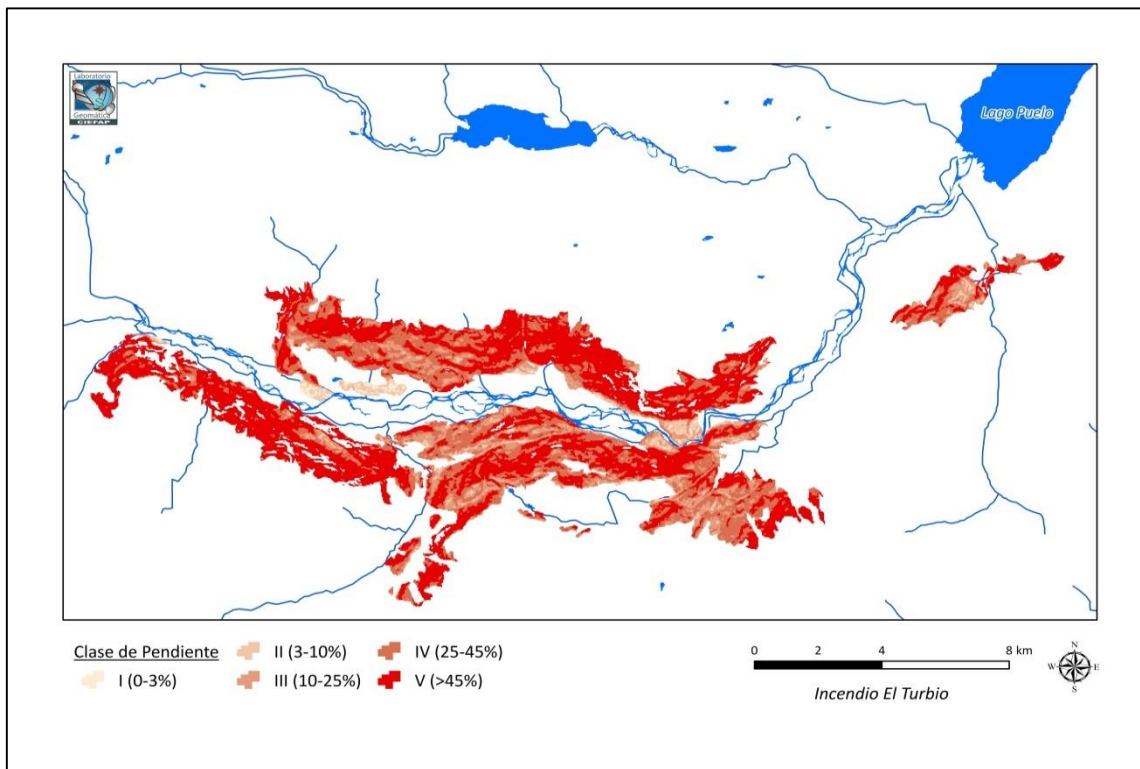 Laboratorio
Geomática
CIEFAP
Lago Puelo
Clase de Pendiente
I (0-3%)
II (3-10%)
III (10-25%)
IV (25-45%)
V (>45%)
0 2 4 8 km
Incendio El Turbio
N
W E
S